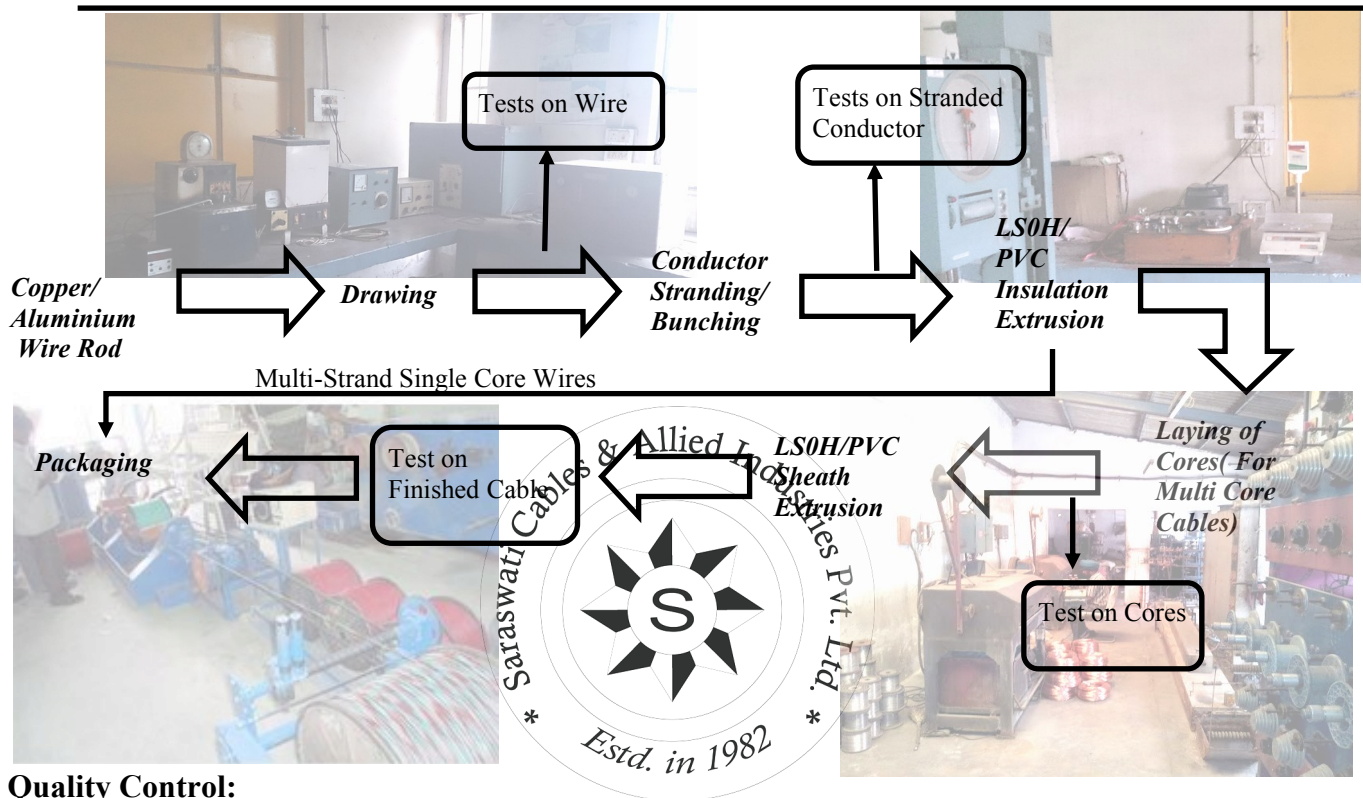 Tests on Wire
Tests on Stranded
Conductor
Copper/
Aluminium
Wire Rod
Drawing
Conductor
Stranding/
Bunching
LS0H/
PVC
Insulation
Extrusion
Multi-Strand Single Core Wires
Packaging
Test on
Finished Cable
LS0H/PVC
Sheath
Extrusion
Laying of
Cores( For
Multi Core
Cables)
Test on Cores
* Saraswati Cables & Allied Industries Pvt. Ltd. *
S
Estd. in 1982
Quality Control: